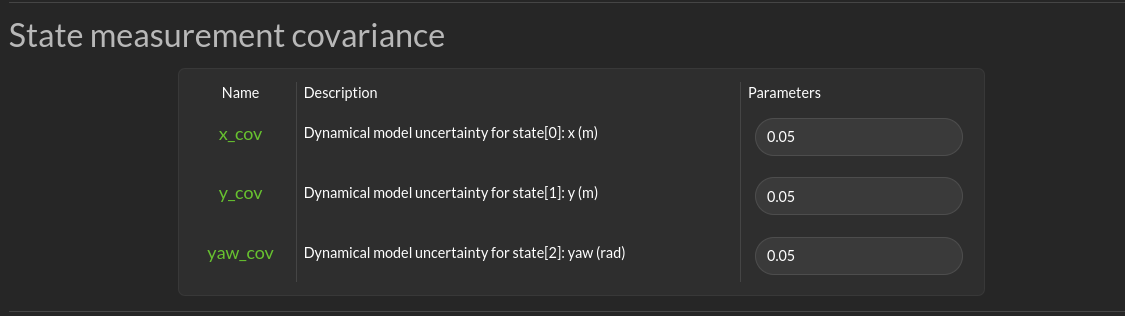 State measurement covariance
Name Description Parameters
x_cov Dynamical model uncertainty for state[0]: x (m) 0.05
y_cov Dynamical model uncertainty for state[1]: y (m) 0.05
yaw_cov Dynamical model uncertainty for state[2]: yaw (rad) 0.05